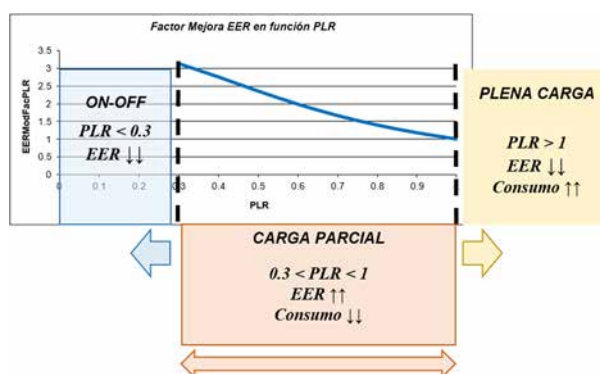 Factor Mejora EER en función PLR
EERModFacPLR
3.5
3
2.5
2
1.5
1
0.5
0
0
0.1
0.2
0.3
0.4
0.5
0.6
0.7
0.8
0.9
PLR
ON-OFF
PLR < 0.3
EER ↓↓
PLENA CARGA
PLR > 1
EER ↓↓
Consumo ↑↑
CARGA PARCIAL
0.3 < PLR < 1
EER ↑↑
Consumo ↓↓